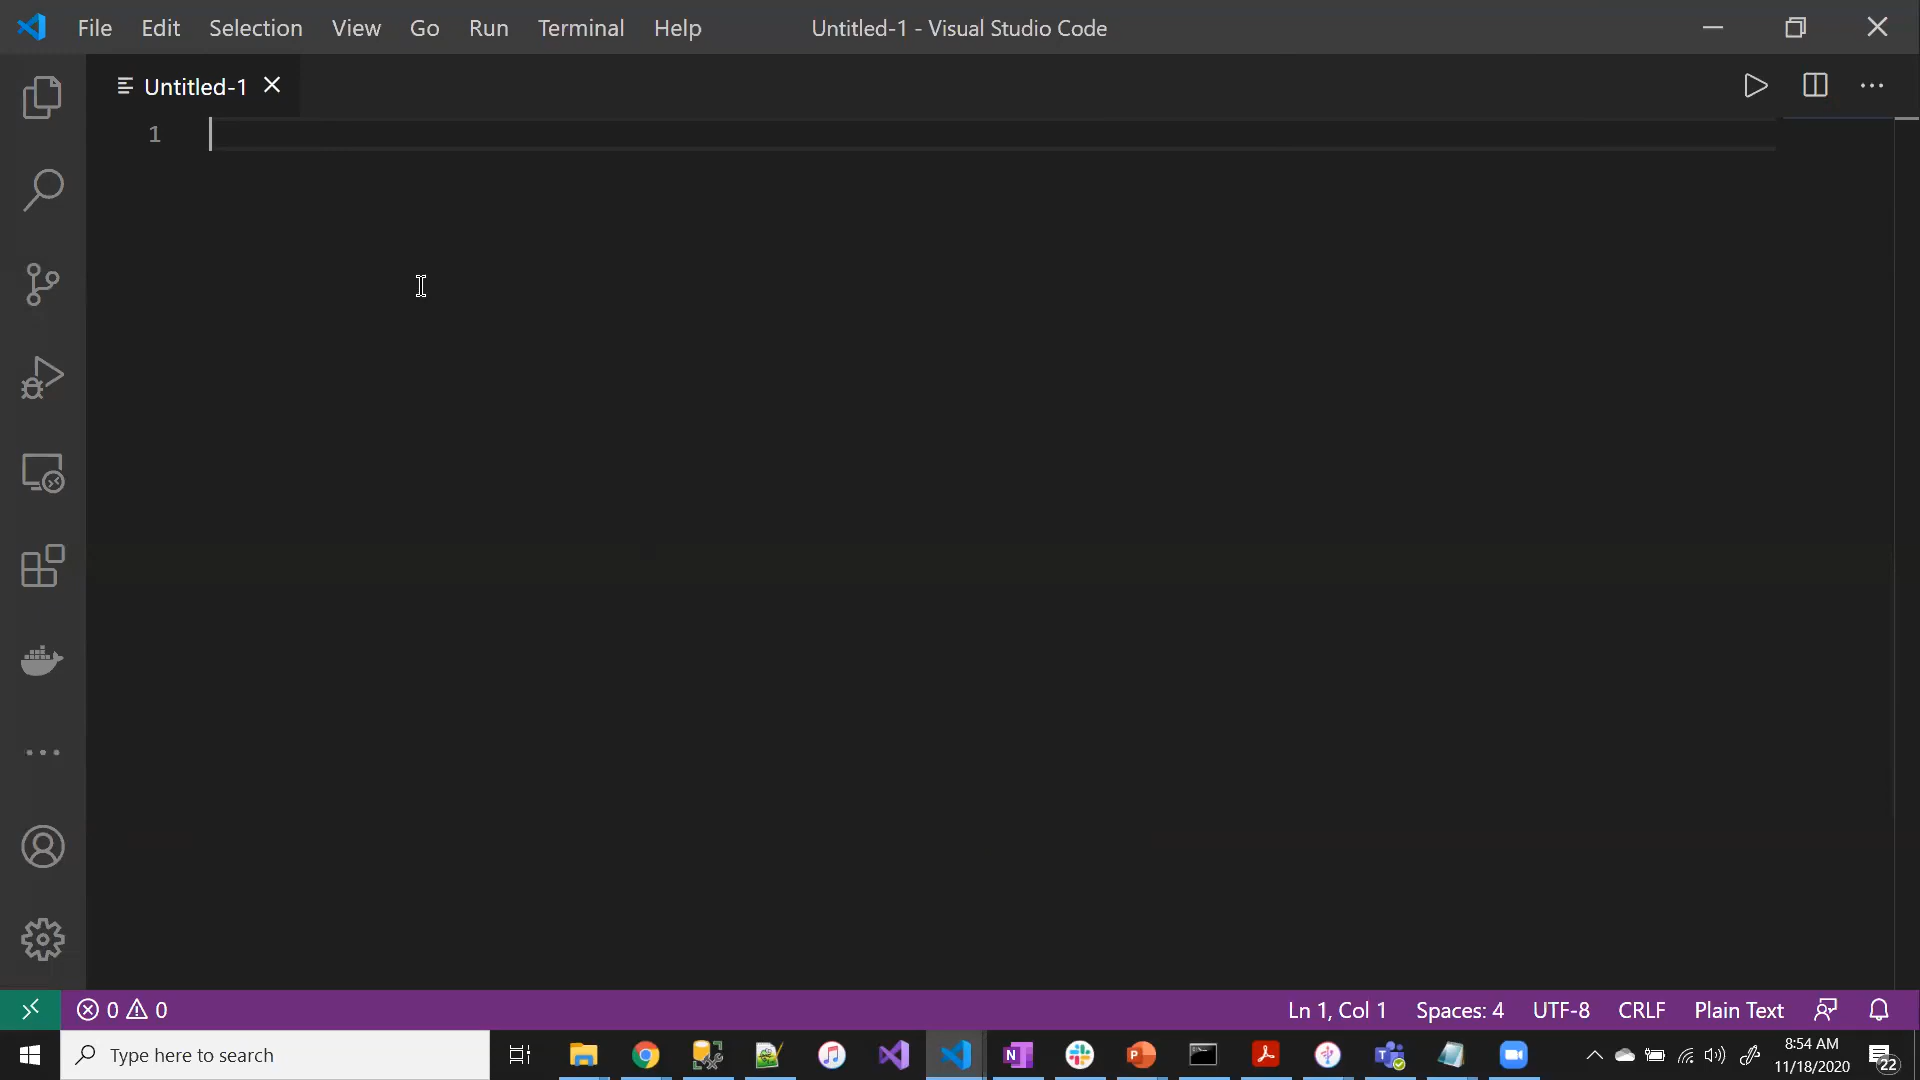 File Edit Selection View Go Run Terminal Help Untitled-1 - Visual Studio Code
Untitled-1
1
0 0 Ln 1, Col 1 Spaces: 4 UTF-8 CRLF Plain Text
Type here to search
8:54 AM
11/18/2020
22